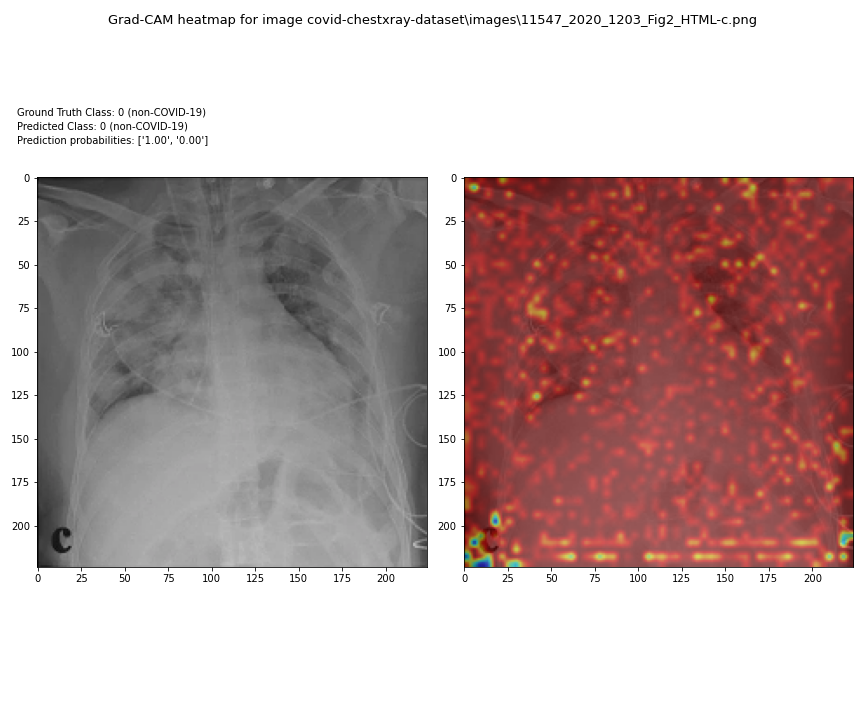 Grad-CAM heatmap for image covid-chestxray-dataset\images\11547_2020_1203_Fig2_HTML-c.png
Ground Truth Class: 0 (non-COVID-19)
Predicted Class: 0 (non-COVID-19)
Prediction probabilities: ['1.00', '0.00']
0
25
50
75
100
125
150
175
200
c
0 25 50 75 100 125 150 175 200
0
25
50
75
100
125
150
175
200
c
0 25 50 75 100 125 150 175 200